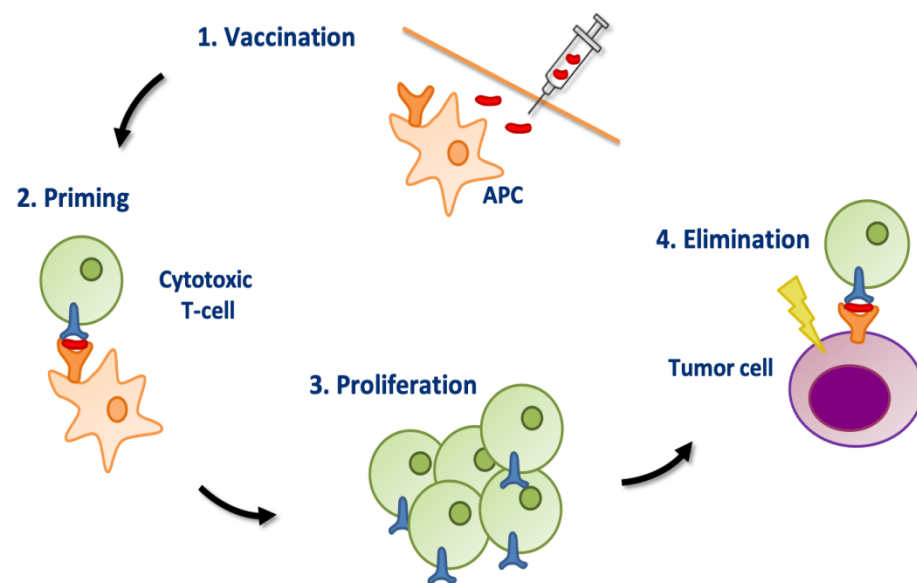 1. Vaccination
APC
2. Priming
Cytotoxic
T-cell
3. Proliferation
4. Elimination
Tumor cell